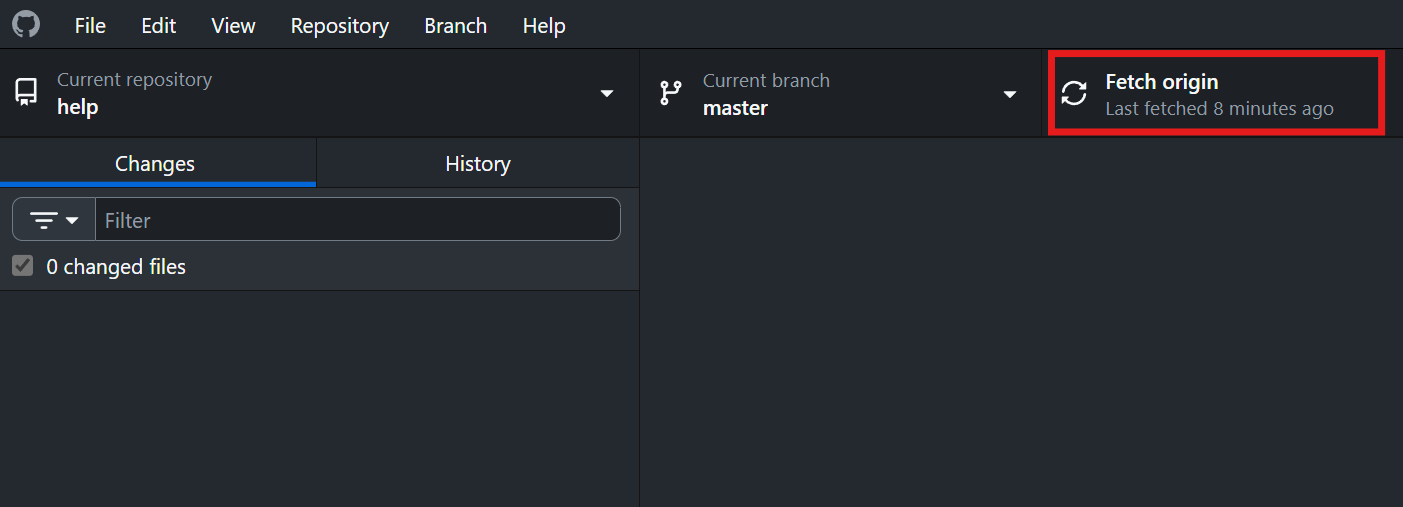 File Edit View Repository Branch Help
Current repository
help
Current branch
master
Fetch origin
Last fetched 8 minutes ago
Changes
History
Filter
0 changed files